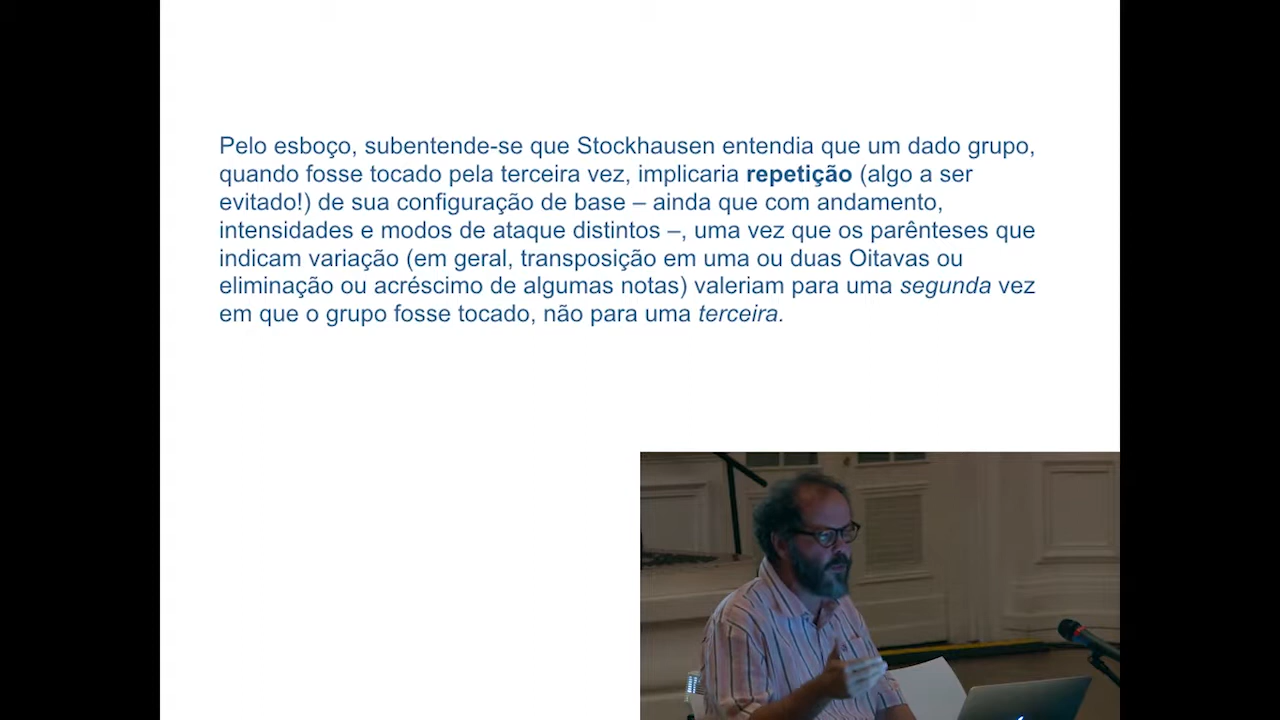 Pelo esboço, subentende-se que Stockhausen entendia que um dado grupo,
quando fosse tocado pela terceira vez, implicaria repetição (algo a ser
evitado!) de sua configuração de base – ainda que com andamento,
intensidades e modos de ataque distintos –, uma vez que os parênteses que
indicam variação (em geral, transposição em uma ou duas Oitavas ou
eliminação ou acréscimo de algumas notas) valeriam para uma segunda vez
em que o grupo fosse tocado, não para uma terceira.